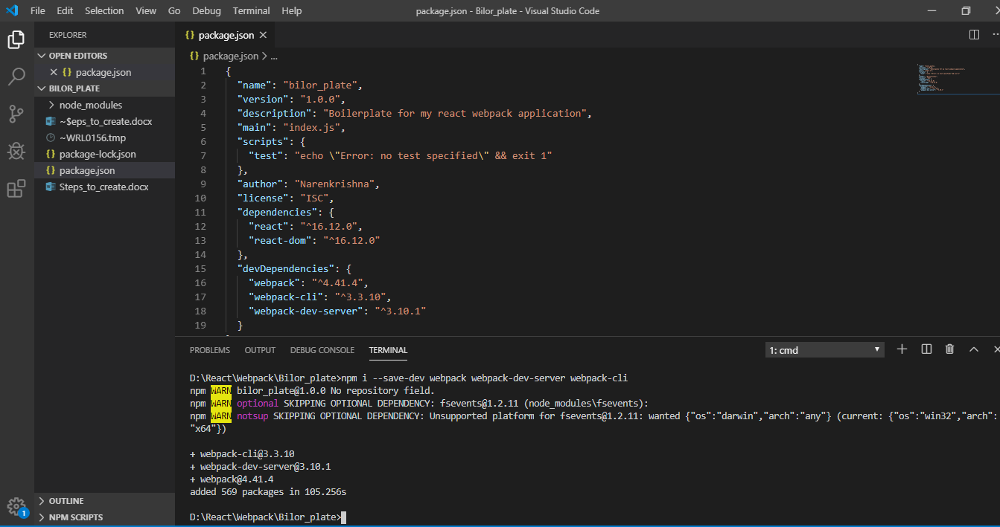 File Edit Selection View Go Debug Terminal Help package.json - Bilor_plate - Visual Studio Code
EXPLORER
OPEN EDITORS
{} package.json
BILOR_PLATE
node_modules
~$eps_to_create.docx
~WRL0156.tmp
{} package-lock.json
{} package.json
Steps_to_create.docx
OUTLINE
NPM SCRIPTS
1
{} package.json
{} package.json > ...
1 {
2 "name": "bilor_plate",
3 "version": "1.0.0",
4 "description": "Boilerplate for my react webpack application",
5 "main": "index.js",
6 "scripts": {
7 "test": "echo \"Error: no test specified\" && exit 1"
8 },
9 "author": "Narenkrishna",
10 "license": "ISC",
11 "dependencies": {
12 "react": "^16.12.0",
13 "react-dom": "^16.12.0"
14 },
15 "devDependencies": {
16 "webpack": "^4.41.4",
17 "webpack-cli": "^3.3.10",
18 "webpack-dev-server": "^3.10.1"
19 }
PROBLEMS OUTPUT DEBUG CONSOLE TERMINAL 1: cmd
D:\React\Webpack\Bilor_plate>npm i --save-dev webpack webpack-dev-server webpack-cli
npm WARN bilor_plate@1.0.0 No repository field.
npm WARN optional SKIPPING OPTIONAL DEPENDENCY: fsevents@1.2.11 (node_modules\fsevents):
npm WARN notsup SKIPPING OPTIONAL DEPENDENCY: Unsupported platform for fsevents@1.2.11: wanted {"os":"darwin","arch":"any"} (current: {"os":"win32","arch":
"x64"})
+ webpack-cli@3.3.10
+ webpack-dev-server@3.10.1
+ webpack@4.41.4
added 569 packages in 105.256s
D:\React\Webpack\Bilor_plate>